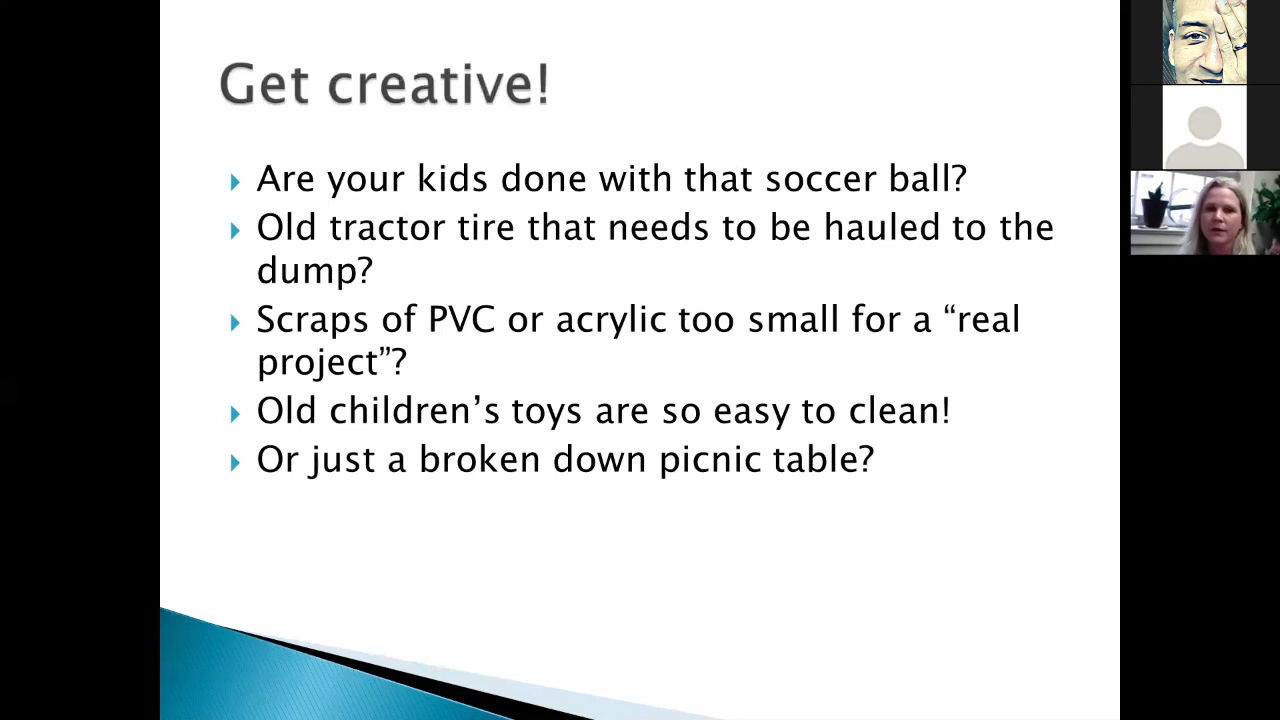 Get creative!
Are your kids done with that soccer ball?
Old tractor tire that needs to be hauled to the
dump?
Scraps of PVC or acrylic too small for a “real
project”?
Old children’s toys are so easy to clean!
Or just a broken down picnic table?